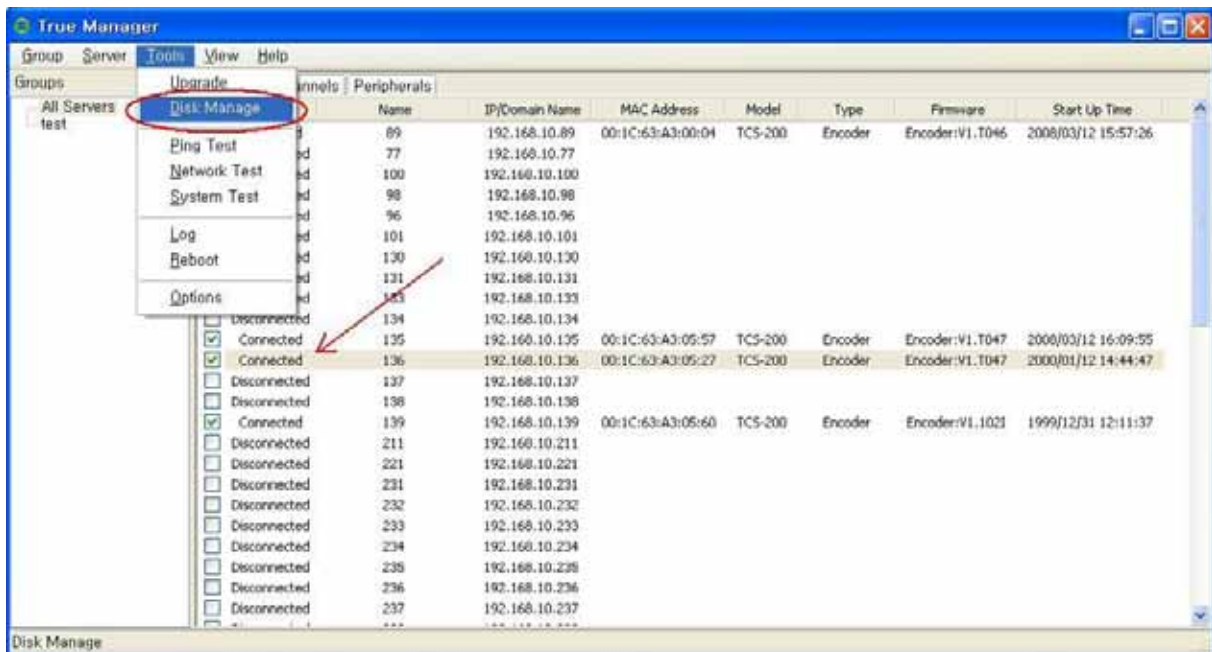 True Manager
Group Server Tools View Help
Groups
All Servers
test
Upgrade
Disk Manage
Ping Test
Network Test
System Test
Log
Reboot
Options
nnels Peripherals
Name IP/Domain Name MAC Address Model Type Firmware Start Up Time
89 192.168.10.89 00:1C:63:A3:00:04 TCS-200 Encoder Encoder:V1.T046 2008/03/12 15:57:26
ed 77 192.168.10.77
ed 100 192.168.10.100
ed 98 192.168.10.98
ed 96 192.168.10.96
ed 101 192.168.10.101
ed 130 192.168.10.130
ed 131 192.168.10.131
ed 133 192.168.10.133
Disconnected 134 192.168.10.134
Connected 135 192.168.10.135 00:1C:63:A3:05:57 TCS-200 Encoder Encoder:V1.T047 2008/03/12 16:09:55
Connected 136 192.168.10.136 00:1C:63:A3:05:27 TCS-200 Encoder Encoder:V1.T047 2000/01/12 14:44:47
Disconnected 137 192.168.10.137
Disconnected 138 192.168.10.138
Connected 139 192.168.10.139 00:1C:63:A3:05:60 TCS-200 Encoder Encoder:V1.1021 1999/12/31 12:11:37
Disconnected 211 192.168.10.211
Disconnected 221 192.168.10.221
Disconnected 231 192.168.10.231
Disconnected 232 192.168.10.232
Disconnected 233 192.168.10.233
Disconnected 234 192.168.10.234
Disconnected 235 192.168.10.235
Disconnected 236 192.168.10.236
Disconnected 237 192.168.10.237
Disk Manage